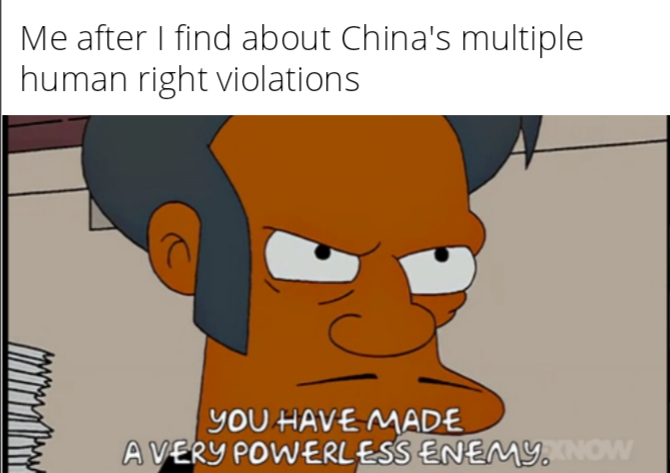 Me after I find about China's multiple
human right violations
YOU HAVE MADE
A VERY POWERLESS ENEMY.